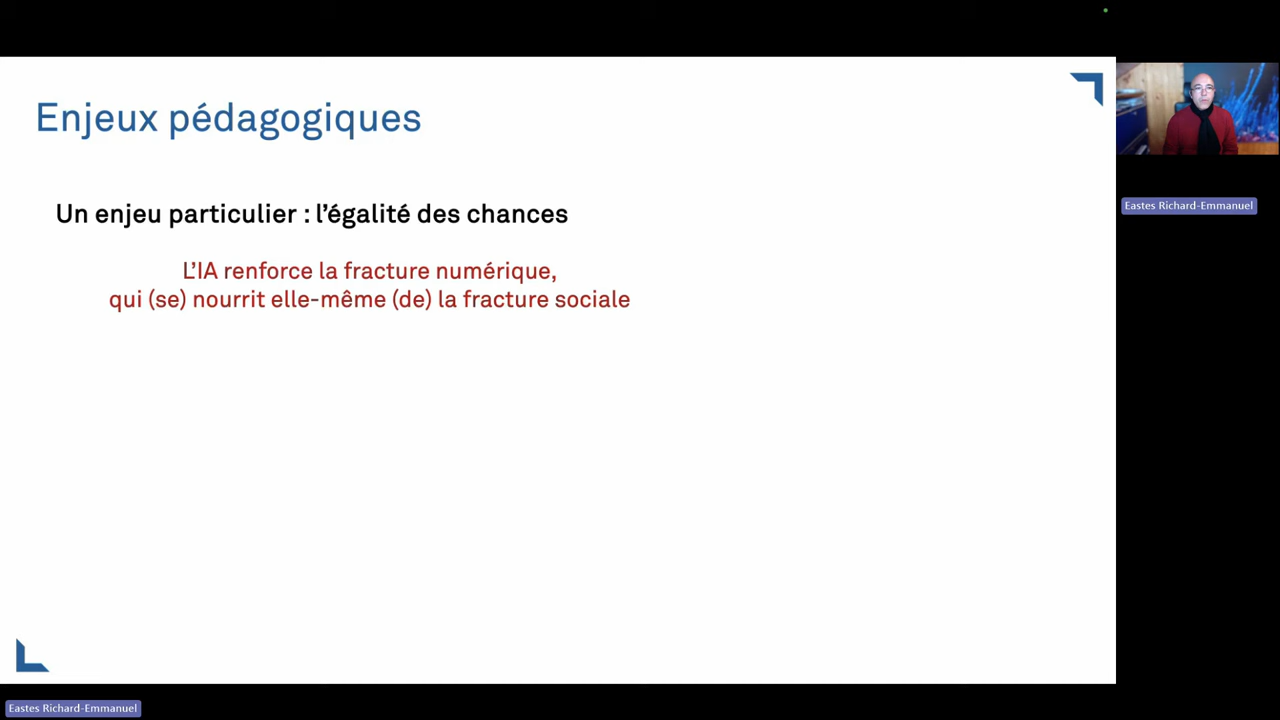 Enjeux pédagogiques
Un enjeu particulier : l’égalité des chances
L’IA renforce la fracture numérique,
qui (se) nourrit elle-même (de) la fracture sociale
Eastes Richard-Emmanuel
Eastes Richard-Emmanuel